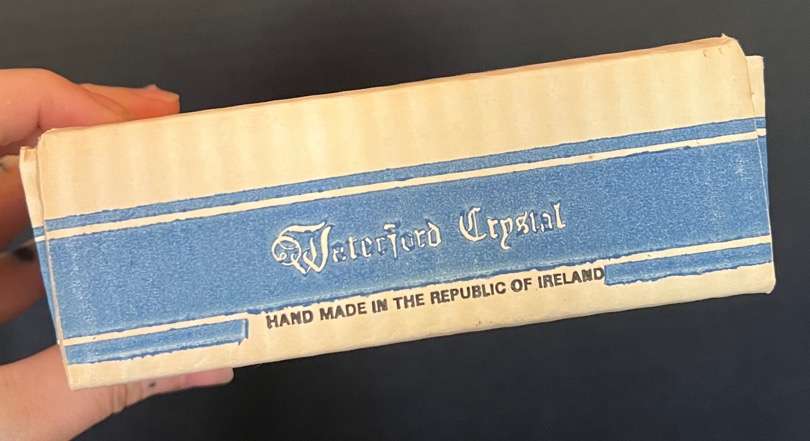 Waterford Crystal
HAND MADE IN THE REPUBLIC OF IRELAND